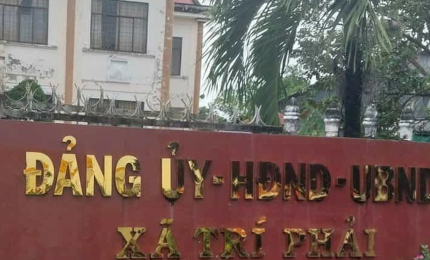 ĐẢNG ỦY-HĐND-UBND
XÃ TRÍ PHẢI